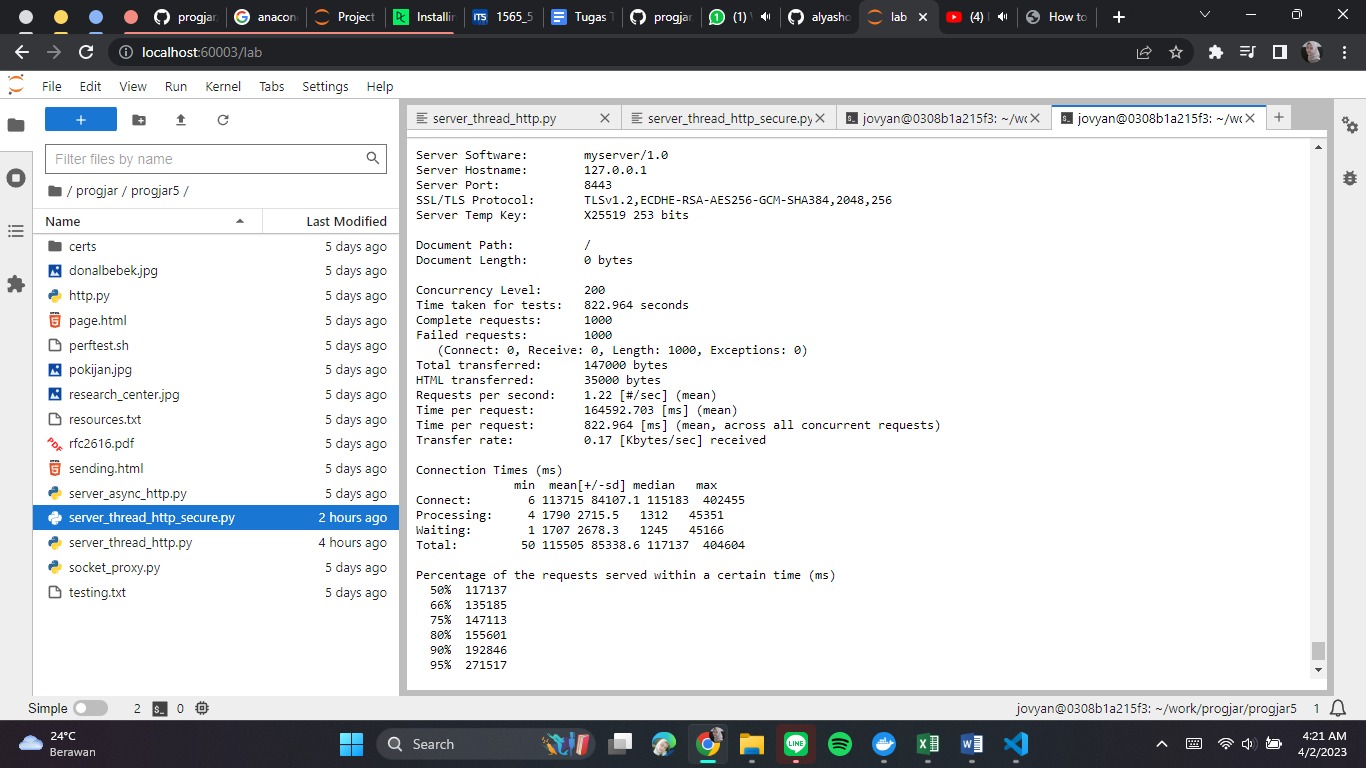 progjar
anacon
Project
Installin
1565_5
Tugas T
progjar
(1)
alyasho
lab
(4)
How to
localhost:60003/lab
File Edit View Run Kernel Tabs Settings Help
server_thread_http.py
server_thread_http_secure.py
jovyan@0308b1a215f3: ~/wo
jovyan@0308b1a215f3: ~/wo
Filter files by name
/ progjar / progjar5 /
Name Last Modified
certs 5 days ago
donalbebek.jpg 5 days ago
http.py 5 days ago
page.html 5 days ago
perftest.sh 5 days ago
pokijan.jpg 5 days ago
research_center.jpg 5 days ago
resources.txt 5 days ago
rfc2616.pdf 5 days ago
sending.html 5 days ago
server_async_http.py 5 days ago
server_thread_http_secure.py 2 hours ago
server_thread_http.py 4 hours ago
socket_proxy.py 5 days ago
testing.txt 5 days ago
Server Software: myserver/1.0
Server Hostname: 127.0.0.1
Server Port: 8443
SSL/TLS Protocol: TLSv1.2,ECDHE-RSA-AES256-GCM-SHA384,2048,256
Server Temp Key: X25519 253 bits
Document Path: /
Document Length: 0 bytes
Concurrency Level: 200
Time taken for tests: 822.964 seconds
Complete requests: 1000
Failed requests: 1000
(Connect: 0, Receive: 0, Length: 1000, Exceptions: 0)
Total transferred: 147000 bytes
HTML transferred: 35000 bytes
Requests per second: 1.22 [#/sec] (mean)
Time per request: 164592.703 [ms] (mean)
Time per request: 822.964 [ms] (mean, across all concurrent requests)
Transfer rate: 0.17 [Kbytes/sec] received
Connection Times (ms)
min mean[+/-sd] median max
Connect: 6 113715 84107.1 115183 402455
Processing: 4 1790 2715.5 1312 45351
Waiting: 1 1707 2678.3 1245 45166
Total: 50 115505 85338.6 117137 404604
Percentage of the requests served within a certain time (ms)
50% 117137
66% 135185
75% 147113
80% 155601
90% 192846
95% 271517
Simple 2 0 jovyan@0308b1a215f3: ~/work/progjar/progjar5 1
24°C
Berawan
Search
LINE
4:21 AM
4/2/2023